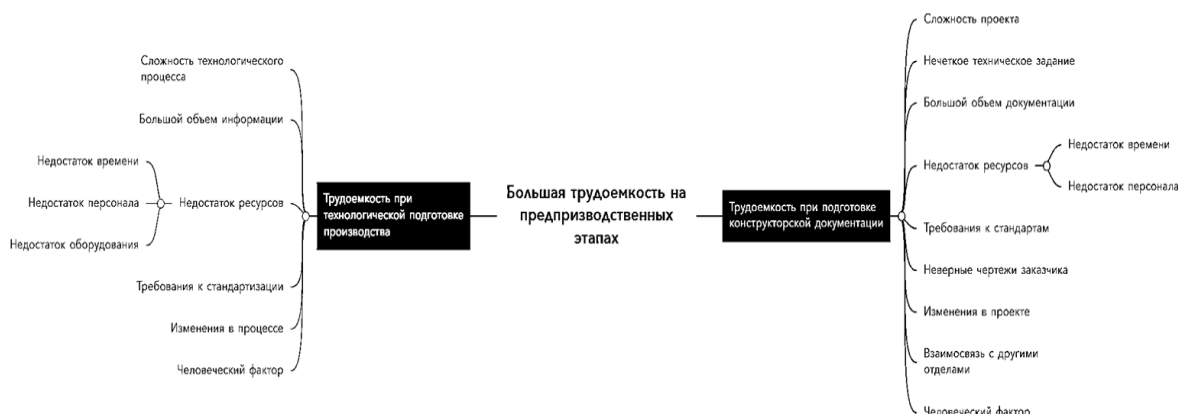 Сложность технологического
процесса
Большой объем информации
Недостаток времени
Недостаток персонала
Недостаток оборудования
Недостаток ресурсов
Требования к стандартизации
Изменения в процессе
Человеческий фактор
Трудоемкость при
технологической подготовке
производства
Большая трудоемкость на
предпризводственных
этапах
Трудоемкость при подготовке
конструкторской документации
Сложность проекта
Нечеткое техническое задание
Большой объем документации
Недостаток ресурсов
Недостаток времени
Недостаток персонала
Требования к стандартам
Неверные чертежи заказчика
Изменения в проекте
Взаимосвязь с другими
отделами
Человеческий фактор